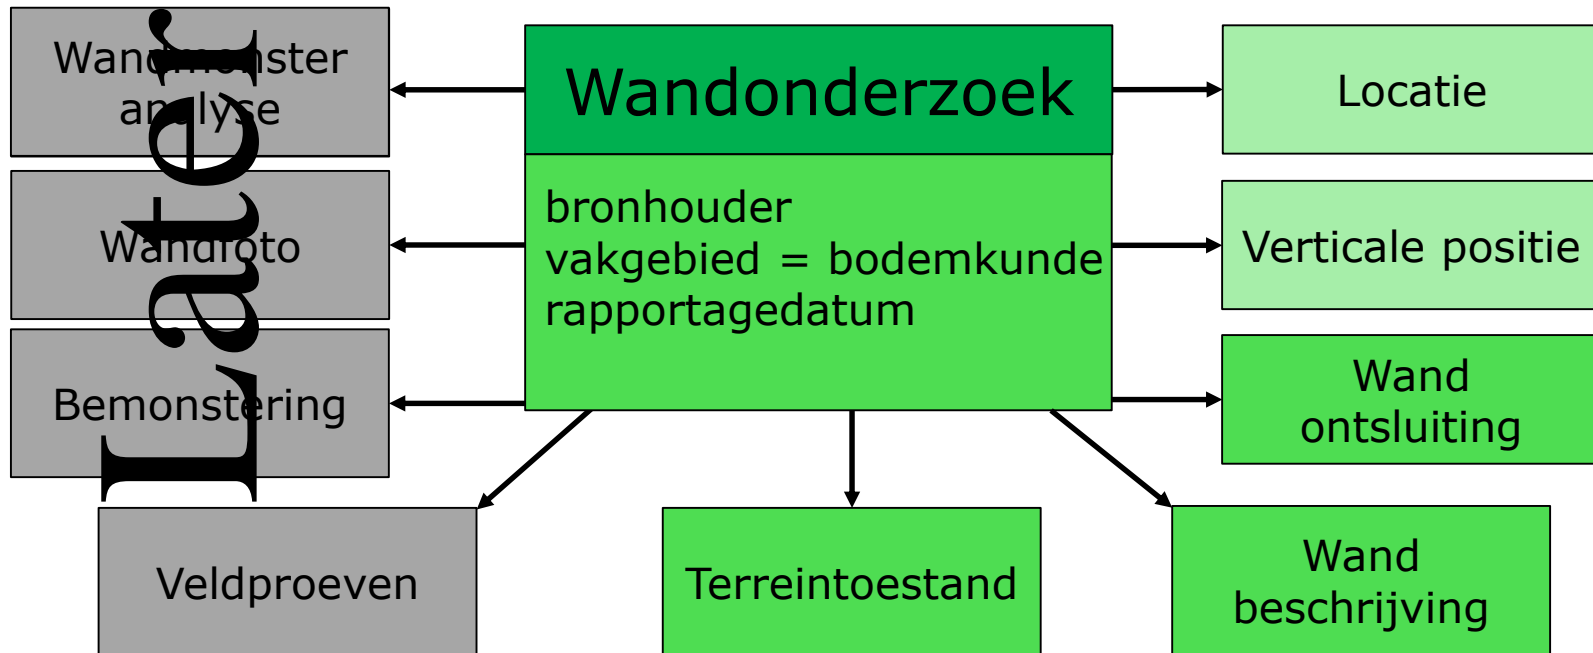 Later
Wandmonster
analyse
Wandfoto
Bemonstering
Veldproeven
Wandonderzoek
bronhouder
vakgebied = bodemkunde
rapportagedatum
Terreintoestand
Locatie
Verticale positie
Wand
ontsluiting
Wand
beschrijving